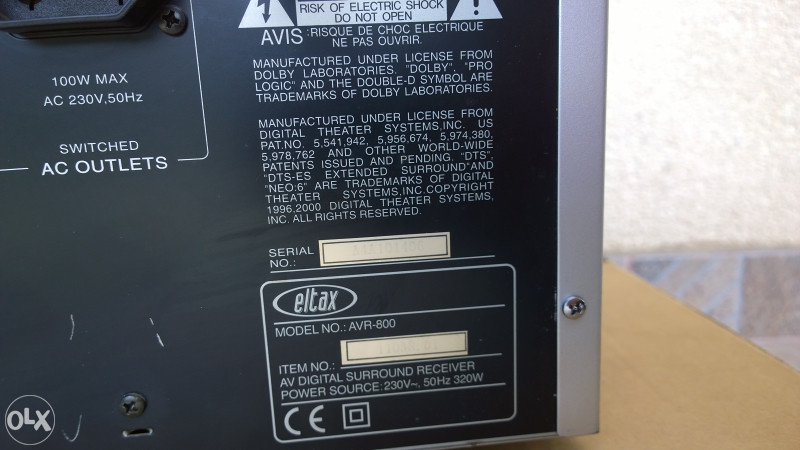 RISK OF ELECTRIC SHOCK
DO NOT OPEN
AVIS :RISQUE DE CHOC ELECTRIQUE
NE PAS OUVRIR.
MANUFACTURED UNDER LICENSE FROM
DOLBY LABORATORIES, "DOLBY", "PRO
LOGIC" AND THE DOUBLE-D SYMBOL ARE
TRADEMARKS OF DOLBY LABORATORIES.
MANUFACTURED UNDER LICENSE FROM
DIGITAL THEATER SYSTEMS,INC. US
PAT.NO. 5,541,942, 5,956,674, 5,974,380,
5,978,762 AND OTHER WORLD-WIDE
PATENTS ISSUED AND PENDING. "DTS",
"DTS-ES EXTENDED SURROUND"AND
"NEO:6" ARE TRADEMARKS OF DIGITAL
THEATER SYSTEMS,INC.COPYRIGHT
1996,2000 DIGITAL THEATER SYSTEMS,
INC. ALL RIGHTS RESERVED.
100W MAX
AC 230V,50Hz
SWITCHED
AC OUTLETS
SERIAL
NO.:
eltax
MODEL NO.: AVR-800
ITEM NO.:
AV DIGITAL SURROUND RECEIVER
POWER SOURCE:230V~. 50Hz 320W
CE
OLX